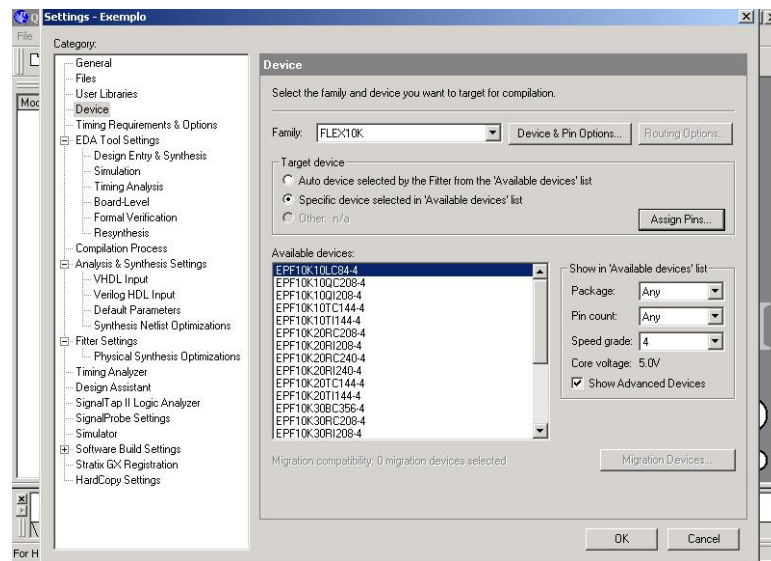 Q
Settings - Exemplo
File
Category:
General
Files
User Libraries
Device
Timing Requirements & Options
EDA Tool Settings
Design Entry & Synthesis
Simulation
Timing Analysis
Board-Level
Formal Verification
Resynthesis
Compilation Process
Analysis & Synthesis Settings
VHDL Input
Verilog HDL Input
Default Parameters
Synthesis Netlist Optimizations
Fitter Settings
Physical Synthesis Optimizations
Timing Analyzer
Design Assistant
SignalTap II Logic Analyzer
SignalProbe Settings
Simulator
Software Build Settings
Stratix GX Registration
HardCopy Settings
Device
Select the family and device you want to target for compilation.
Family: FLEX10K Device & Pin Options... Routing Options...
Target device
Auto device selected by the Fitter from the 'Available devices' list
Specific device selected in 'Available devices' list
Other: n/a
Assign Pins...
Available devices:
EPF10K10LC84-4
EPF10K10QC208-4
EPF10K10QI208-4
EPF10K10TC144-4
EPF10K10TI144-4
EPF10K20RC208-4
EPF10K20RI208-4
EPF10K20RC240-4
EPF10K20RI240-4
EPF10K20TC144-4
EPF10K20TI144-4
EPF10K30BC356-4
EPF10K30RC208-4
EPF10K30RI208-4
Show in 'Available devices' list
Package: Any
Pin count: Any
Speed grade: 4
Core voltage: 5.0V
Show Advanced Devices
Migration compatibility: 0 migration devices selected
Migration Devices...
OK Cancel
Moc
For H